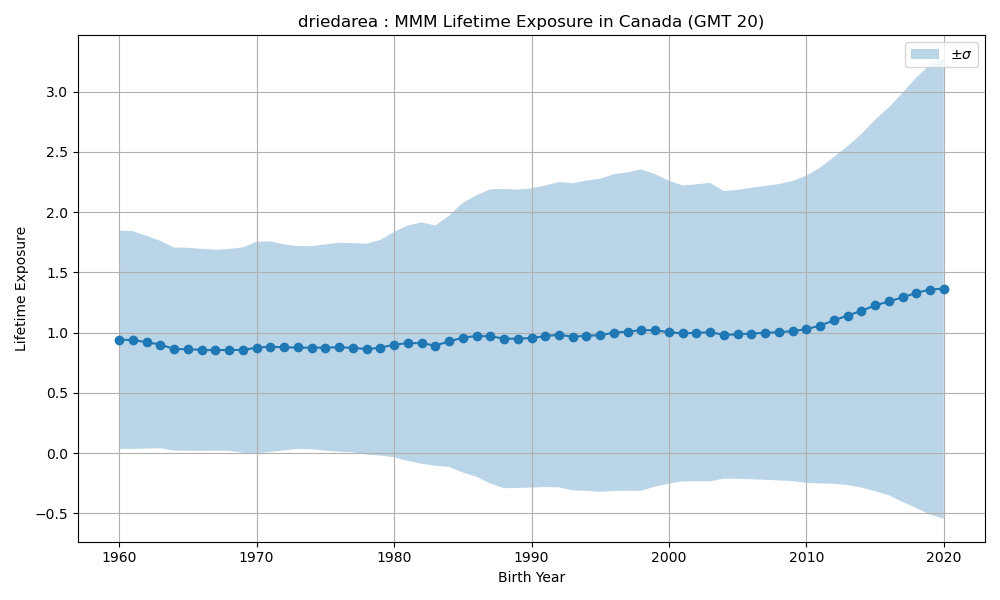 driedarea : MMM Lifetime Exposure in Canada (GMT 20)
±σ
Lifetime Exposure
3.0
2.5
2.0
1.5
1.0
0.5
0.0
−0.5
1960 1970 1980 1990 2000 2010 2020
Birth Year